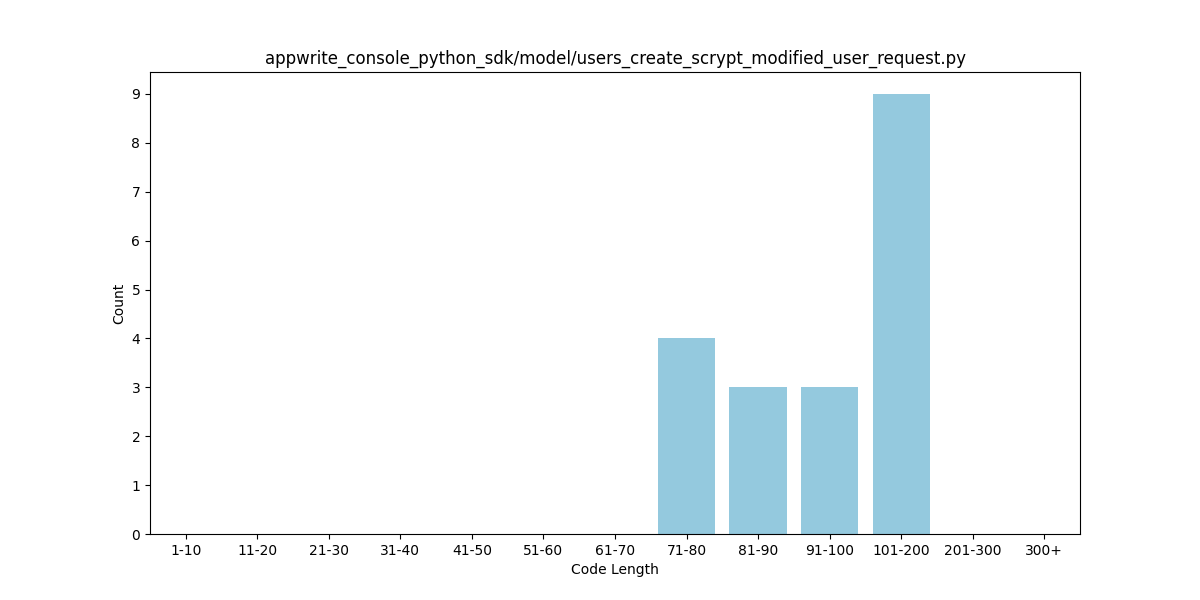 appwrite_console_python_sdk/model/users_create_scrypt_modified_user_request.py
9
8
7
6
5
4
3
2
1
0
Count
1-10 11-20 21-30 31-40 41-50 51-60 61-70 71-80 81-90 91-100 101-200 201-300 300+
Code Length